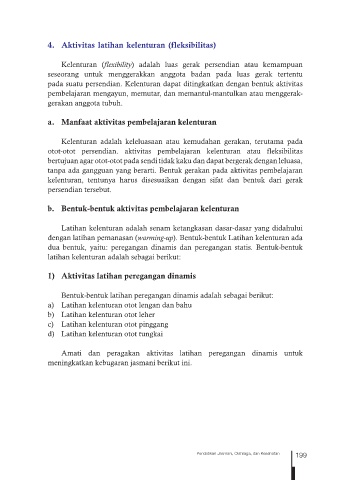 4. Aktivitas latihan kelenturan (fleksibilitas)
Kelenturan (flexibility) adalah luas gerak persendian atau kemampuan
seseorang untuk menggerakkan anggota badan pada luas gerak tertentu
pada suatu persendian. Kelenturan dapat ditingkatkan dengan bentuk aktivitas
pembelajaran mengayun, memutar, dan memantul-mantulkan atau menggerak-
gerakan anggota tubuh.
a. Manfaat aktivitas pembelajaran kelenturan
Kelenturan adalah keleluasaan atau kemudahan gerakan, terutama pada
otot-otot persendian. aktivitas pembelajaran kelenturan atau fleksibilitas
bertujuan agar otot-otot pada sendi tidak kaku dan dapat bergerak dengan leluasa,
tanpa ada gangguan yang berarti. Bentuk gerakan pada aktivitas pembelajaran
kelenturan, tentunya harus disesuaikan dengan sifat dan bentuk dari gerak
persendian tersebut.
b. Bentuk-bentuk aktivitas pembelajaran kelenturan
Latihan kelenturan adalah senam ketangkasan dasar-dasar yang didahului
dengan latihan pemanasan (warming-up). Bentuk-bentuk Latihan kelenturan ada
dua bentuk, yaitu: peregangan dinamis dan peregangan statis. Bentuk-bentuk
latihan kelenturan adalah sebagai berikut:
1) Aktivitas latihan peregangan dinamis
Bentuk-bentuk latihan peregangan dinamis adalah sebagai berikut:
a) Latihan kelenturan otot lengan dan bahu
b) Latihan kelenturan otot leher
c) Latihan kelenturan otot pinggang
d) Latihan kelenturan otot tungkai
Amati dan peragakan aktivitas latihan peregangan dinamis untuk
meningkatkan kebugaran jasmani berikut ini.
Pendidikan Jasmani, Olahraga, dan Kesehatan
199